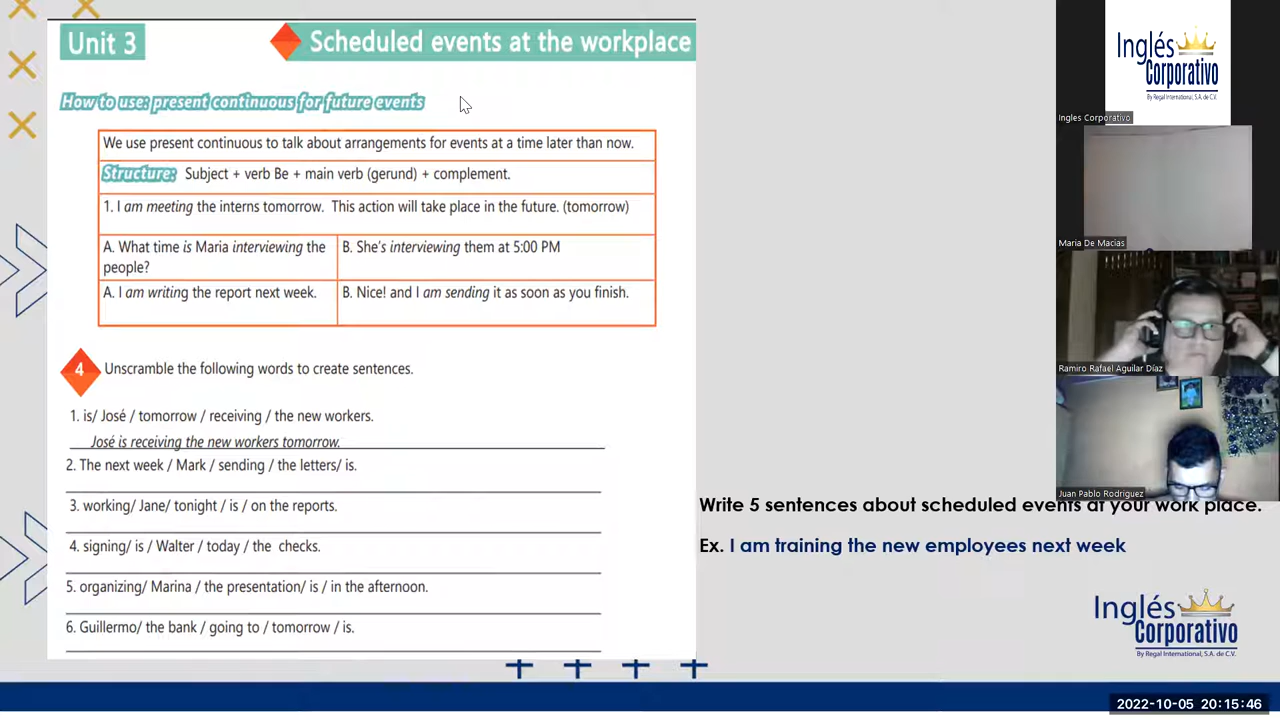 Unit 3
Scheduled events at the workplace
How to use: present continuous for future events
We use present continuous to talk about arrangements for events at a time later than now.
Structure: Subject + verb Be + main verb (gerund) + complement.
1. I am meeting the interns tomorrow. This action will take place in the future. (tomorrow)
A. What time is Maria interviewing the people?
B. She's interviewing them at 5:00 PM
A. I am writing the report next week.
B. Nice! and I am sending it as soon as you finish.
4 Unscramble the following words to create sentences.
1. is/ José / tomorrow / receiving / the new workers.
José is receiving the new workers tomorrow.
2. The next week / Mark / sending / the letters/ is.
3. working/ Jane/ tonight / is / on the reports.
4. signing/ is / Walter / today / the checks.
5. organizing/ Marina / the presentation/ is / in the afternoon.
6. Guillermo/ the bank / going to / tomorrow / is.
Write 5 sentences about scheduled events at your work place.
Ex. I am training the new employees next week
Inglés
Corporativo
By Regal International, S.A. de C.V.
Inglés
Corporativo
By Regal International, S.A. de C.V.
Ingles Corporativo
Maria De Macias
Ramiro Rafael Aguilar Díaz
Juan Pablo Rodriguez
2022-10-05 20:15:46